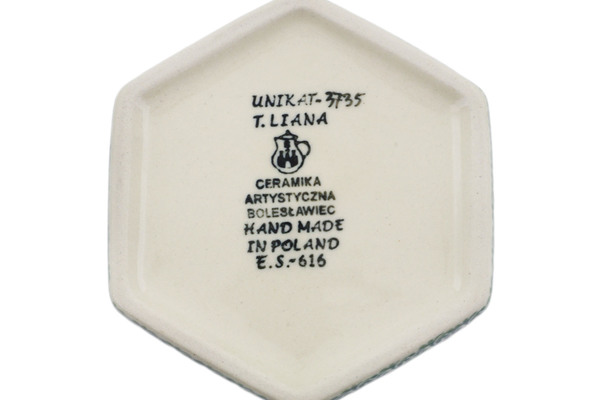 UNIKAT-3735
T. LIANA
CERAMIKA
ARTYSTYCZNA
BOLESŁAWIEC
HAND MADE
IN POLAND
E.S.-616